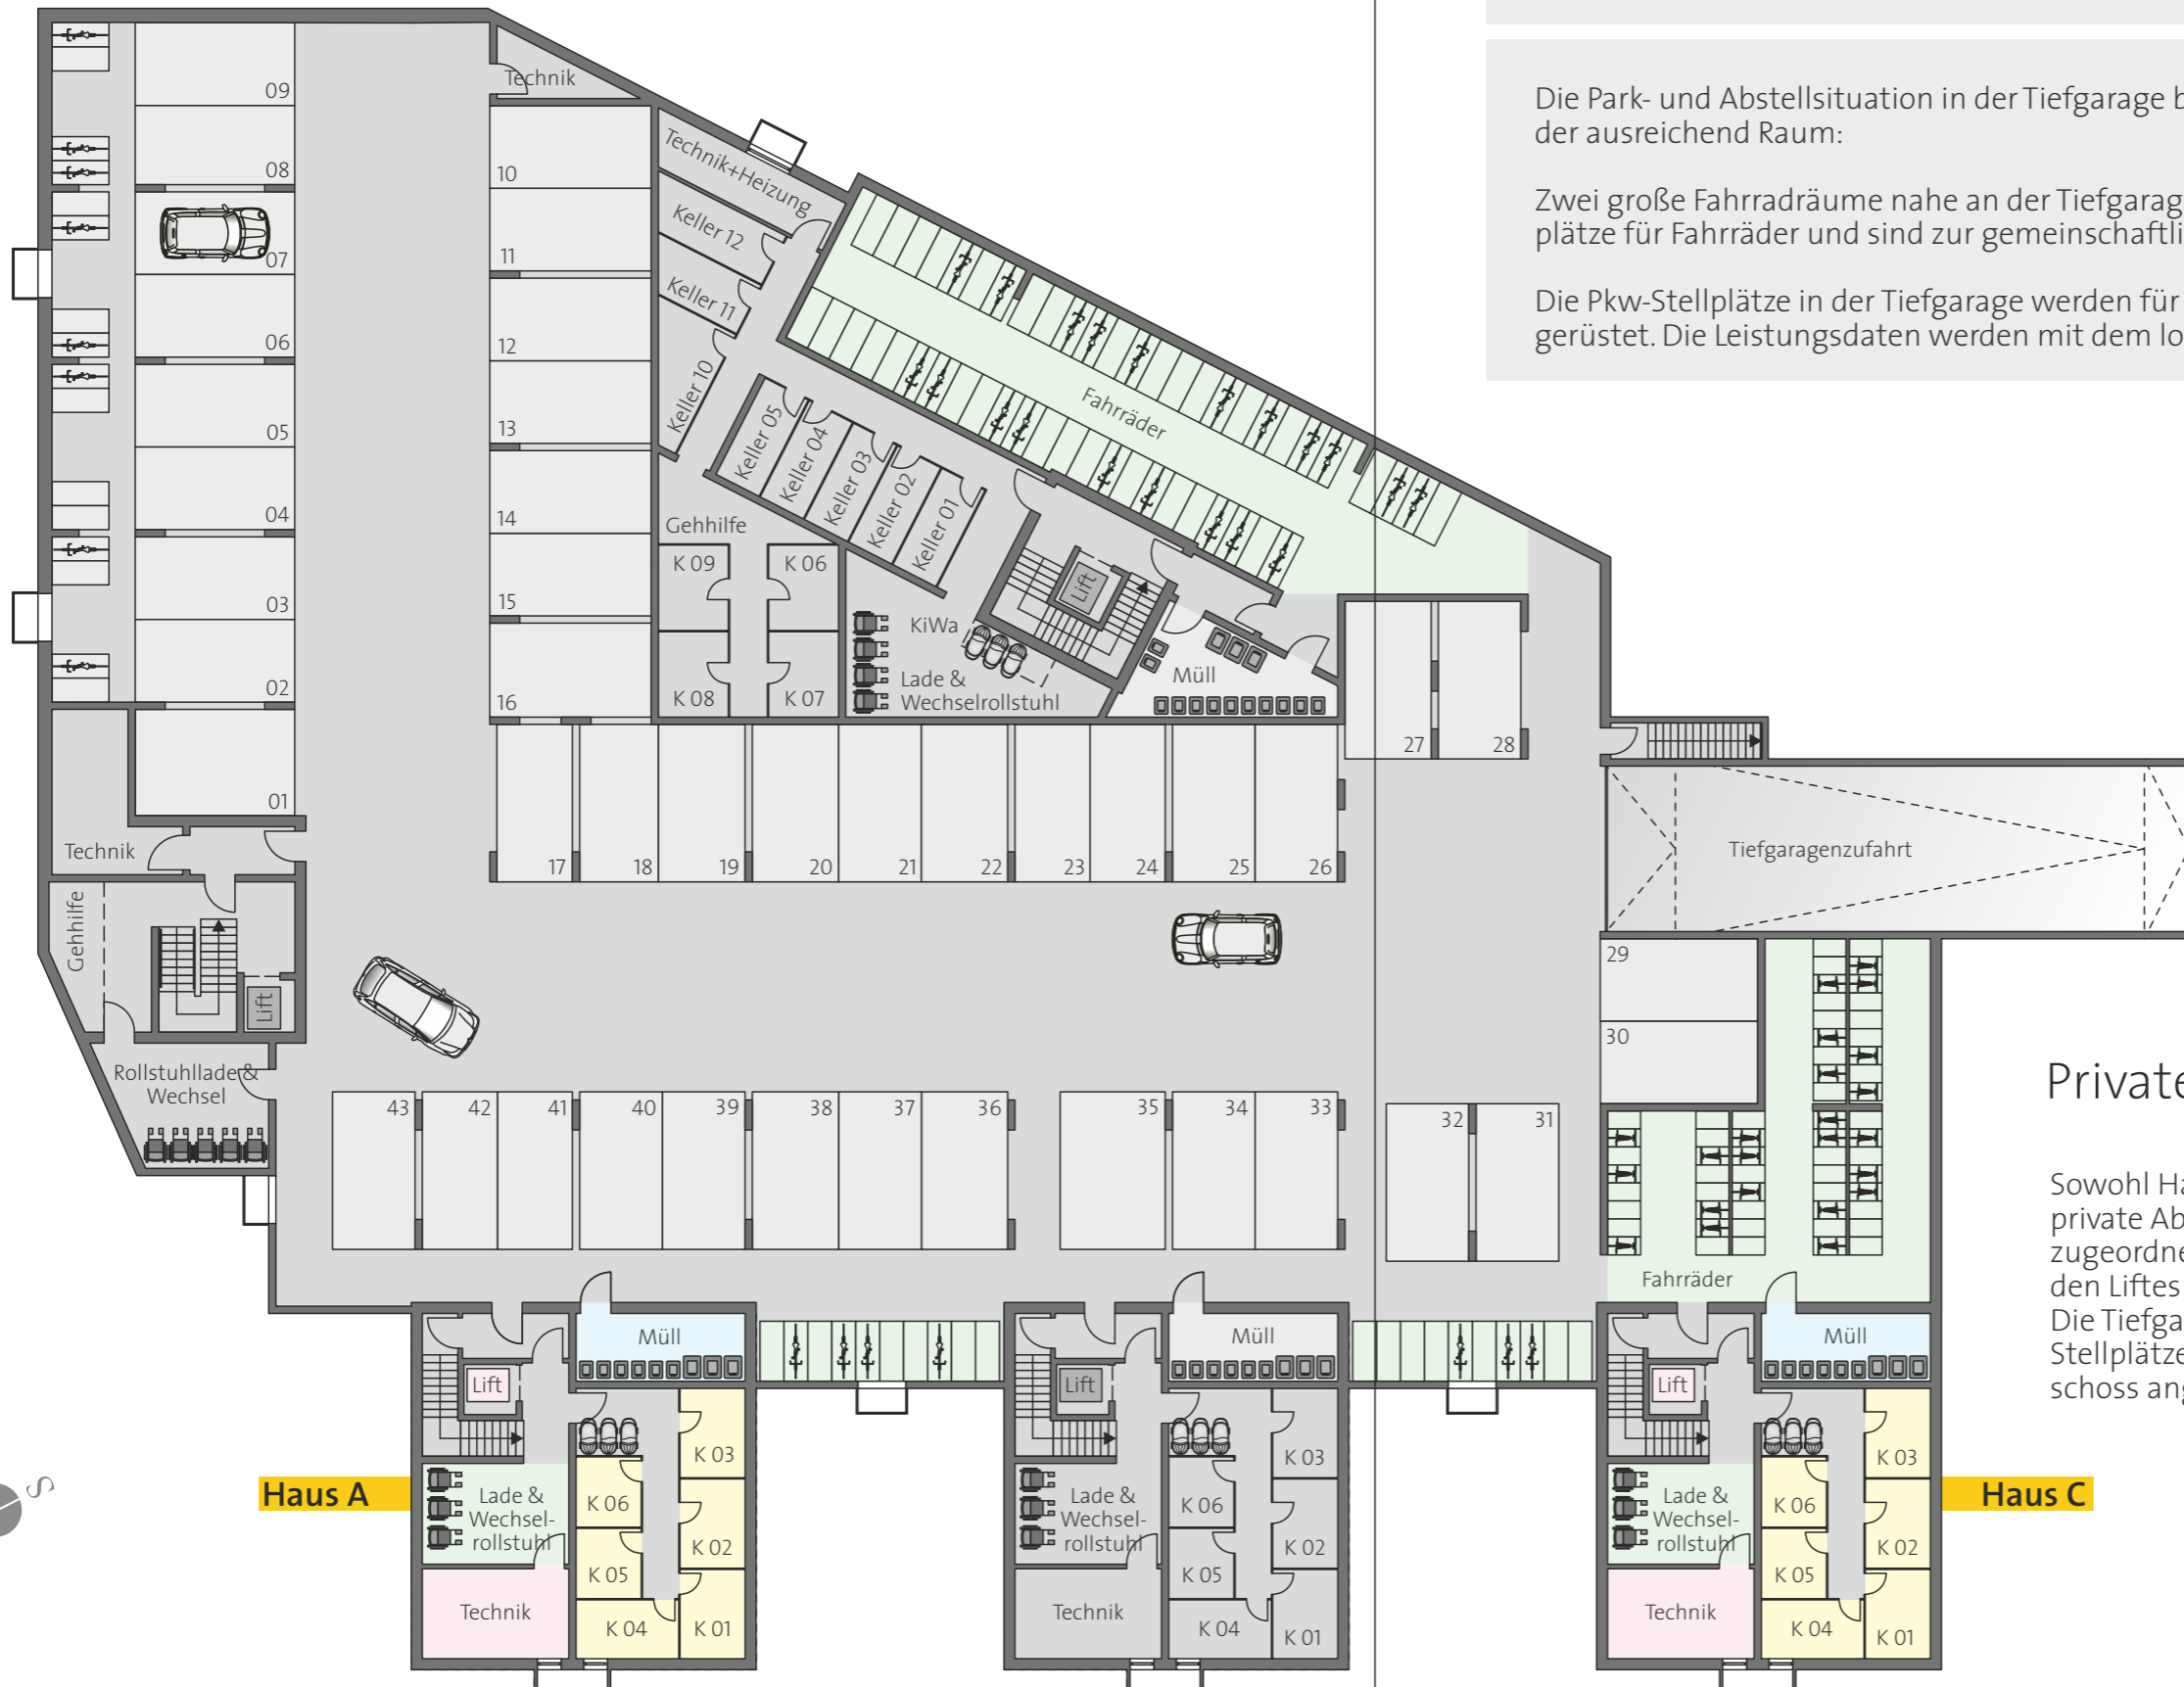 Die Park- und Abstellsituation in der Tiefgarage b
der ausreichend Raum:
Zwei große Fahrradräume nahe an der Tiefgarag
plätze für Fahrräder und sind zur gemeinschaftli
Die Pkw-Stellplätze in der Tiefgarage werden für
gerüstet. Die Leistungsdaten werden mit dem lo
09
08
07
06
05
04
03
02
01
Technik
10
11
12
13
14
15
16
Technik+Heizung
Keller 12
Keller 11
Keller 10
Keller 05
Keller 04
Keller 03
Keller 02
Keller 01
Fahrräder
Gehhilfe
K 09
K 06
K 08
K 07
KiWa
Lade &
Wechselrollstuhl
Lift
Müll
27
28
17
18
19
20
21
22
23
24
25
26
Tiefgaragenzufahrt
Technik
Gehhilfe
Lift
Rollstuhllade &
Wechsel
29
30
43
42
41
40
39
38
37
36
35
34
33
32
31
Fahrräder
Private
Sowohl Ha
private Ab
zugeordne
den Liftes
Die Tiefga
Stellplätze
schoss ang
Haus A
Lift
Müll
Lade &
Wechsel-
rollstuhl
Technik
K 03
K 06
K 02
K 05
K 04
K 01
Lift
Müll
Lade &
Wechsel-
rollstuhl
Technik
K 03
K 06
K 02
K 05
K 04
K 01
Lift
Müll
Lade &
Wechsel-
rollstuhl
Technik
K 03
K 06
K 02
K 05
K 04
K 01
Haus C
S